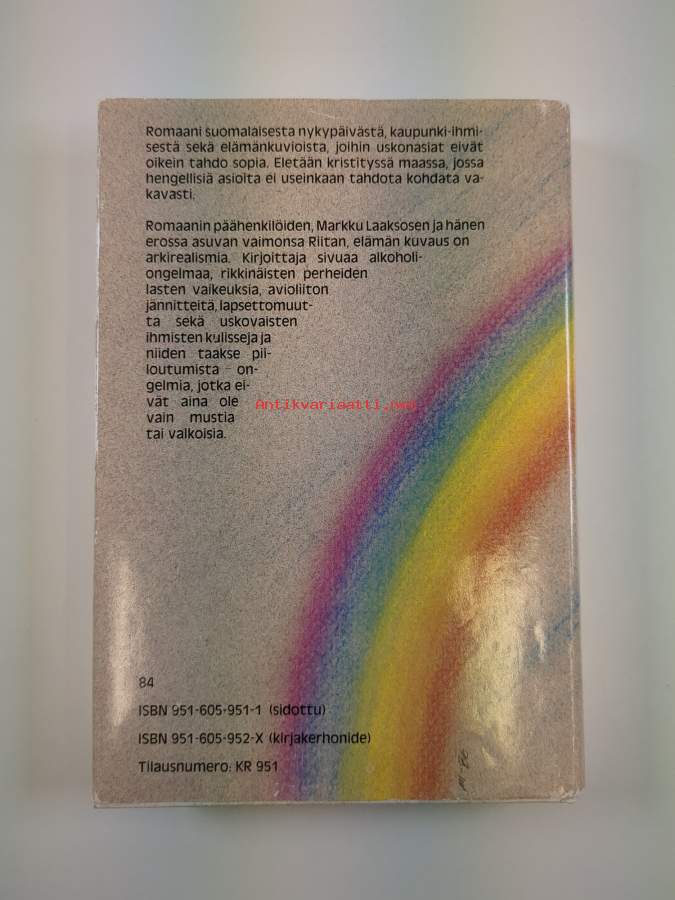 Romaani suomalaisesta nykypäivästä, kaupunki-ihmi-
sestä sekä elämänkuvioista, joihin uskonasiat eivät
oikein tahdo sopia. Eletään kristityssä maassa, jossa
hengellisiä asioita ei useinkaan tahdota kohdata va-
kavasti.
Romaanin päähenkilöiden, Markku Laaksosen ja hänen
erossa asuvan vaimonsa Riitan, elämän kuvaus on
arkirealismia. Kirjoittaja sivuaa alkoholi-
ongelmaa, rikkinäisten perheiden
lasten vaikeuksia, avioliiton
jännitteitä, lapsettomuut-
ta sekä uskovaisten
ihmisten kulisseja ja
niiden taakse pii-
loutumista – on-
gelmia, jotka ei-
vät aina ole
vain mustia
tai valkoisia.
Antikvariaatti.net
84
ISBN 951-605-951-1 (sidottu)
ISBN 951-605-952-X (kirjakerhonide)
Tilausnumero: KR 951